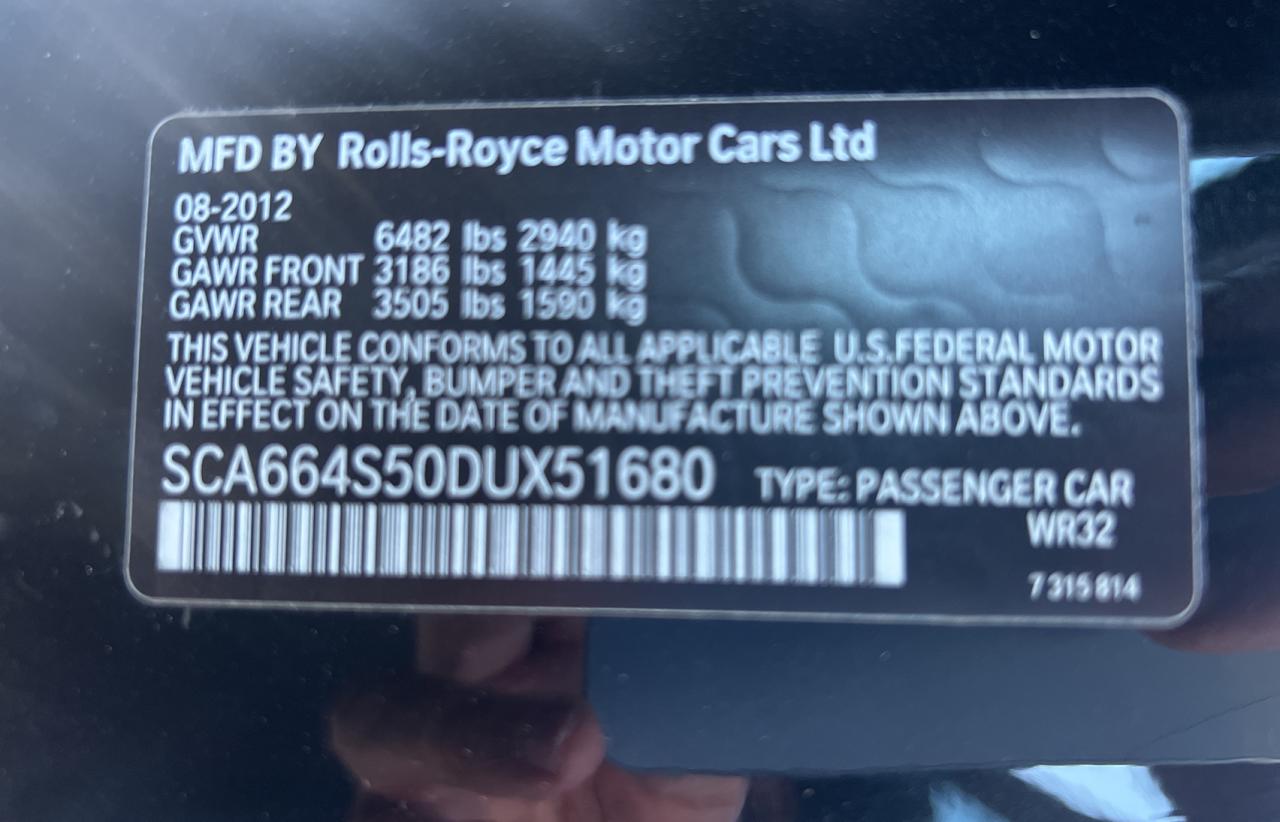 MFD BY Rolls-Royce Motor Cars Ltd
08-2012
GVWR 6482 lbs 2940 kg
GAWR FRONT 3186 lbs 1445 kg
GAWR REAR 3505 lbs 1590 kg
THIS VEHICLE CONFORMS TO ALL APPLICABLE U.S.FEDERAL MOTOR
VEHICLE SAFETY, BUMPER AND THEFT PREVENTION STANDARDS
IN EFFECT ON THE DATE OF MANUFACTURE SHOWN ABOVE.
SCA664S50DUX51680 TYPE: PASSENGER CAR
WR32
7 315 814